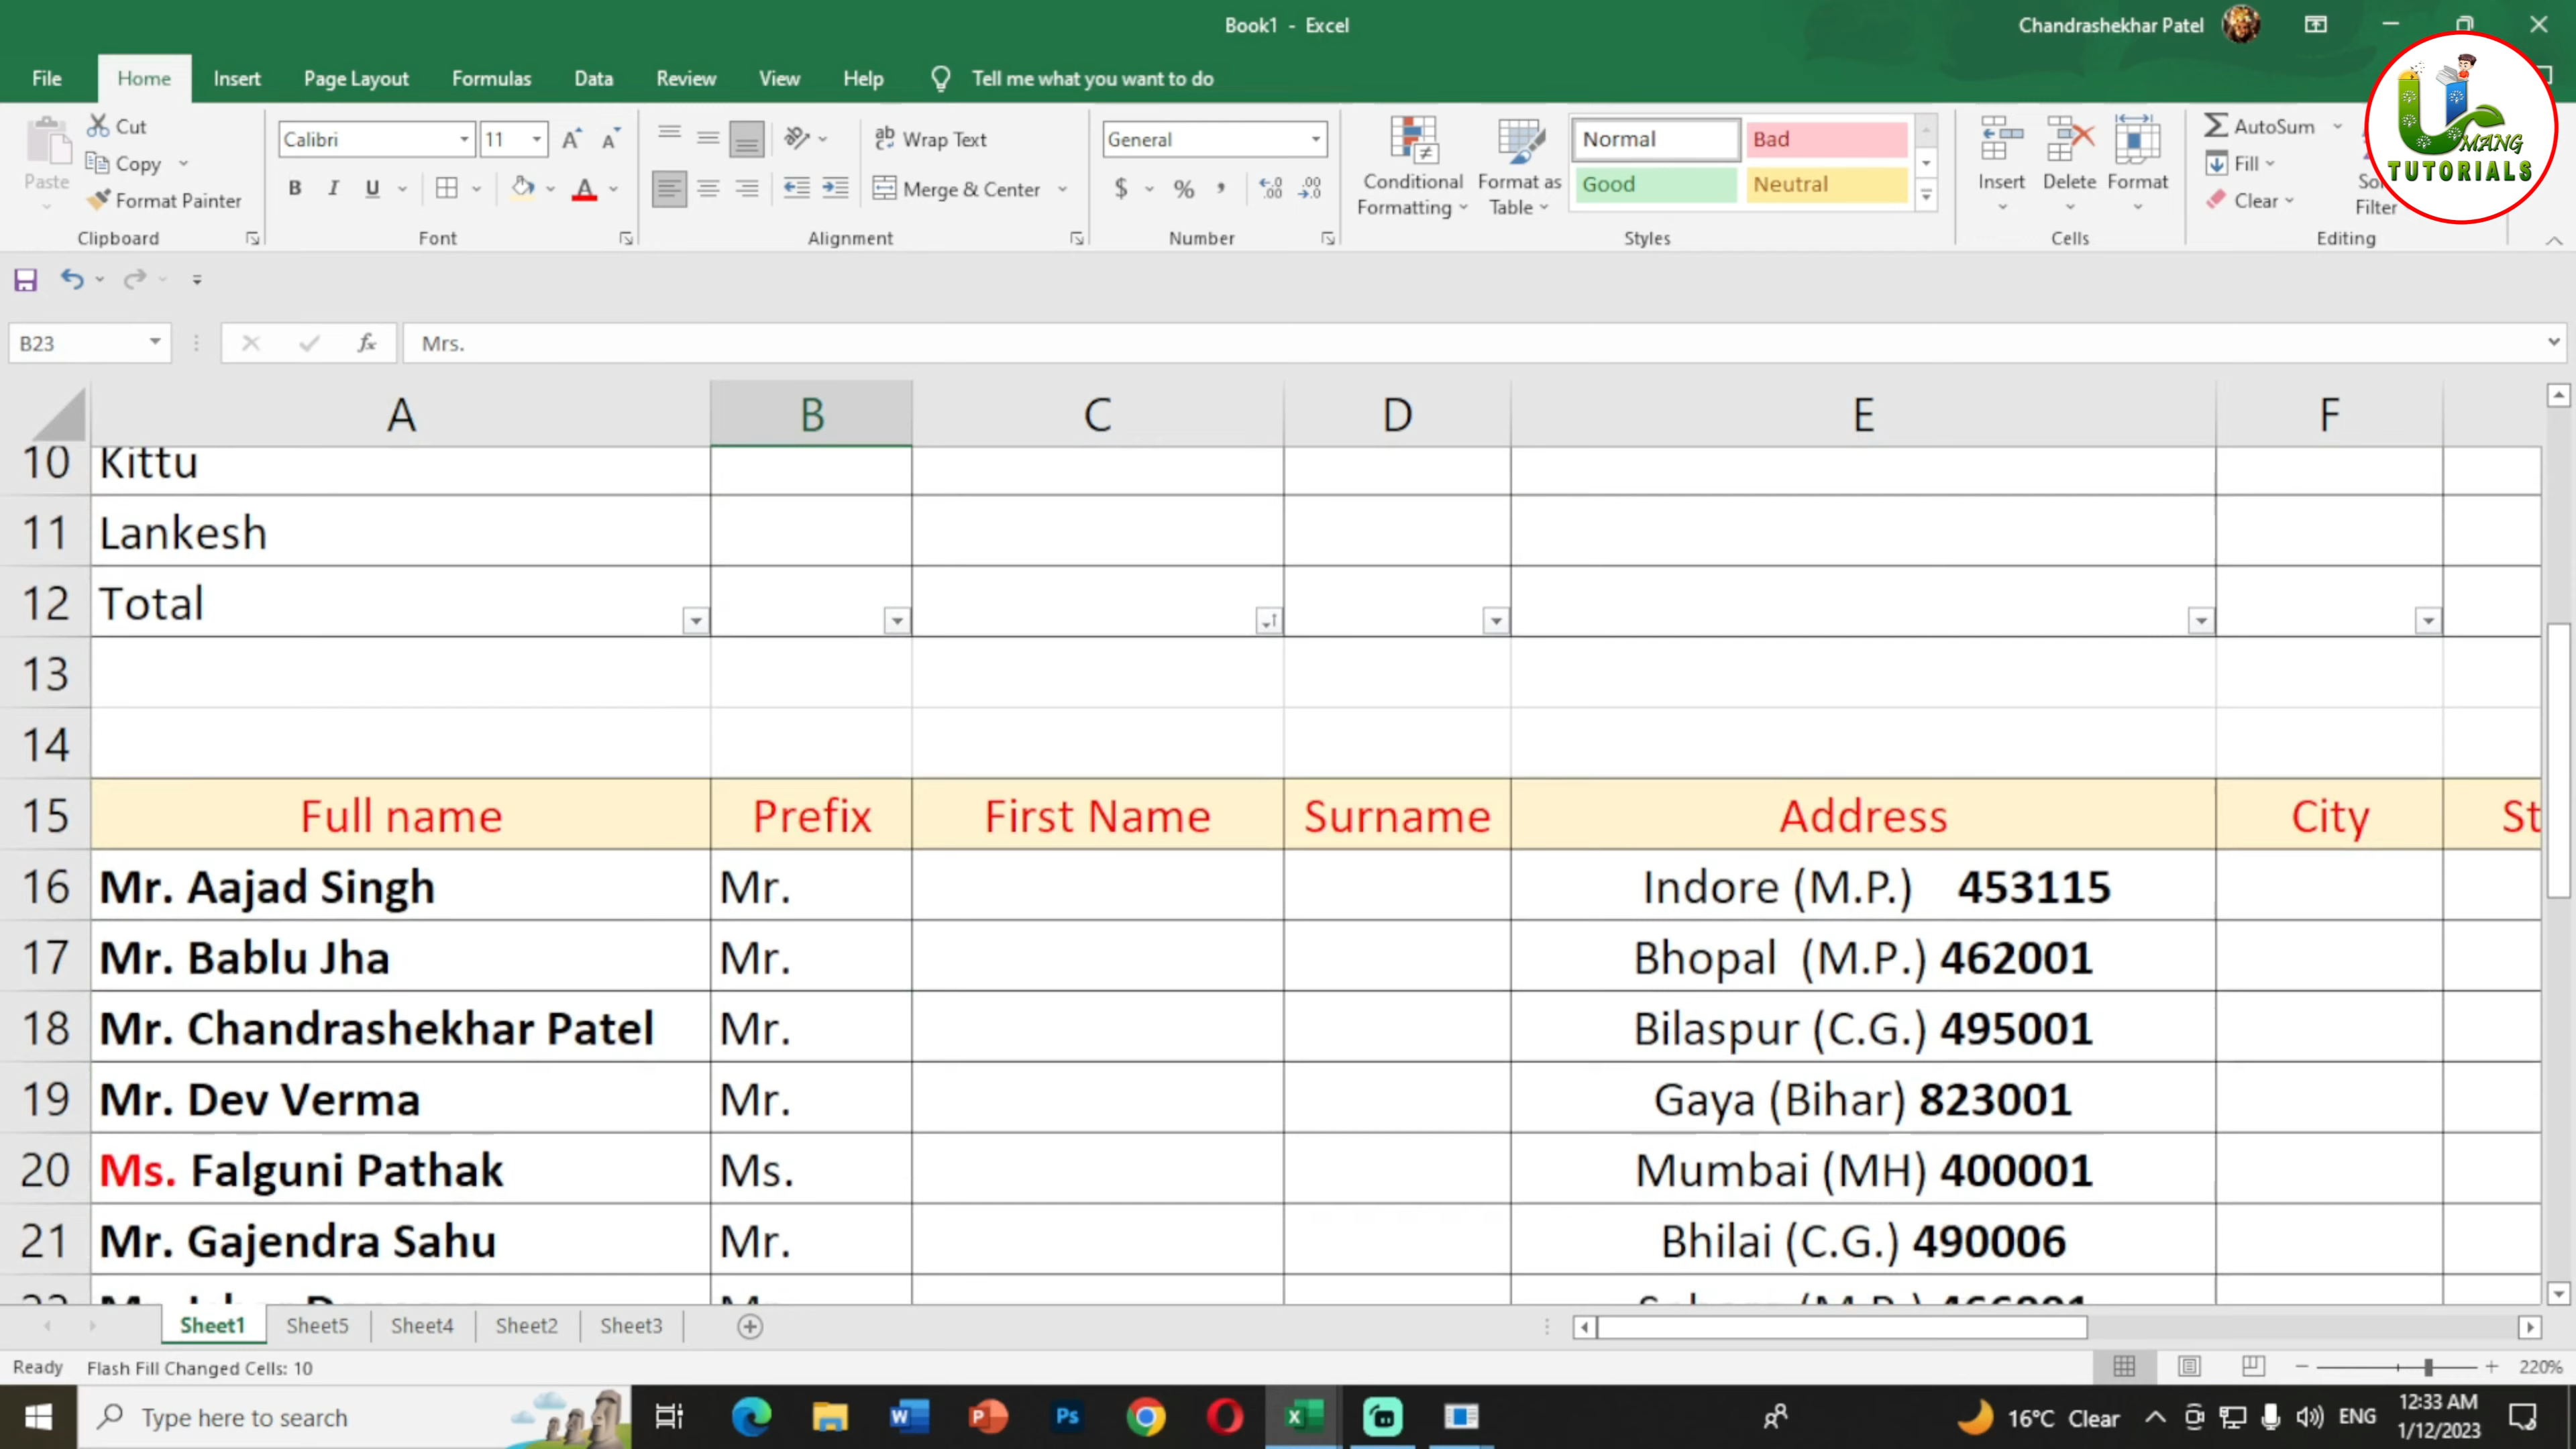 Book1 - Excel
Chandrashekhar Patel
File Home Insert Page Layout Formulas Data Review View Help Tell me what you want to do
Paste
Cut
Copy
Format Painter
Clipboard
Calibri 11
B I U
Font
Wrap Text
Merge & Center
Alignment
General
$ % ,
Number
Conditional Formatting
Format as Table
Normal Bad
Good Neutral
Styles
Insert Delete Format
Cells
AutoSum
Fill
Clear
Filter
Editing
UMANG
TUTORIALS
B23 fx Mrs.
A B C D E F
10 Kittu
11 Lankesh
12 Total
13
14
15 Full name Prefix First Name Surname Address City St
16 Mr. Aajad Singh Mr. Indore (M.P.) 453115
17 Mr. Bablu Jha Mr. Bhopal (M.P.) 462001
18 Mr. Chandrashekhar Patel Mr. Bilaspur (C.G.) 495001
19 Mr. Dev Verma Mr. Gaya (Bihar) 823001
20 Ms. Falguni Pathak Ms. Mumbai (MH) 400001
21 Mr. Gajendra Sahu Mr. Bhilai (C.G.) 490006
Sheet1 Sheet5 Sheet4 Sheet2 Sheet3
Ready Flash Fill Changed Cells: 10
220%
Type here to search
16°C Clear
ENG
12:33 AM
1/12/2023